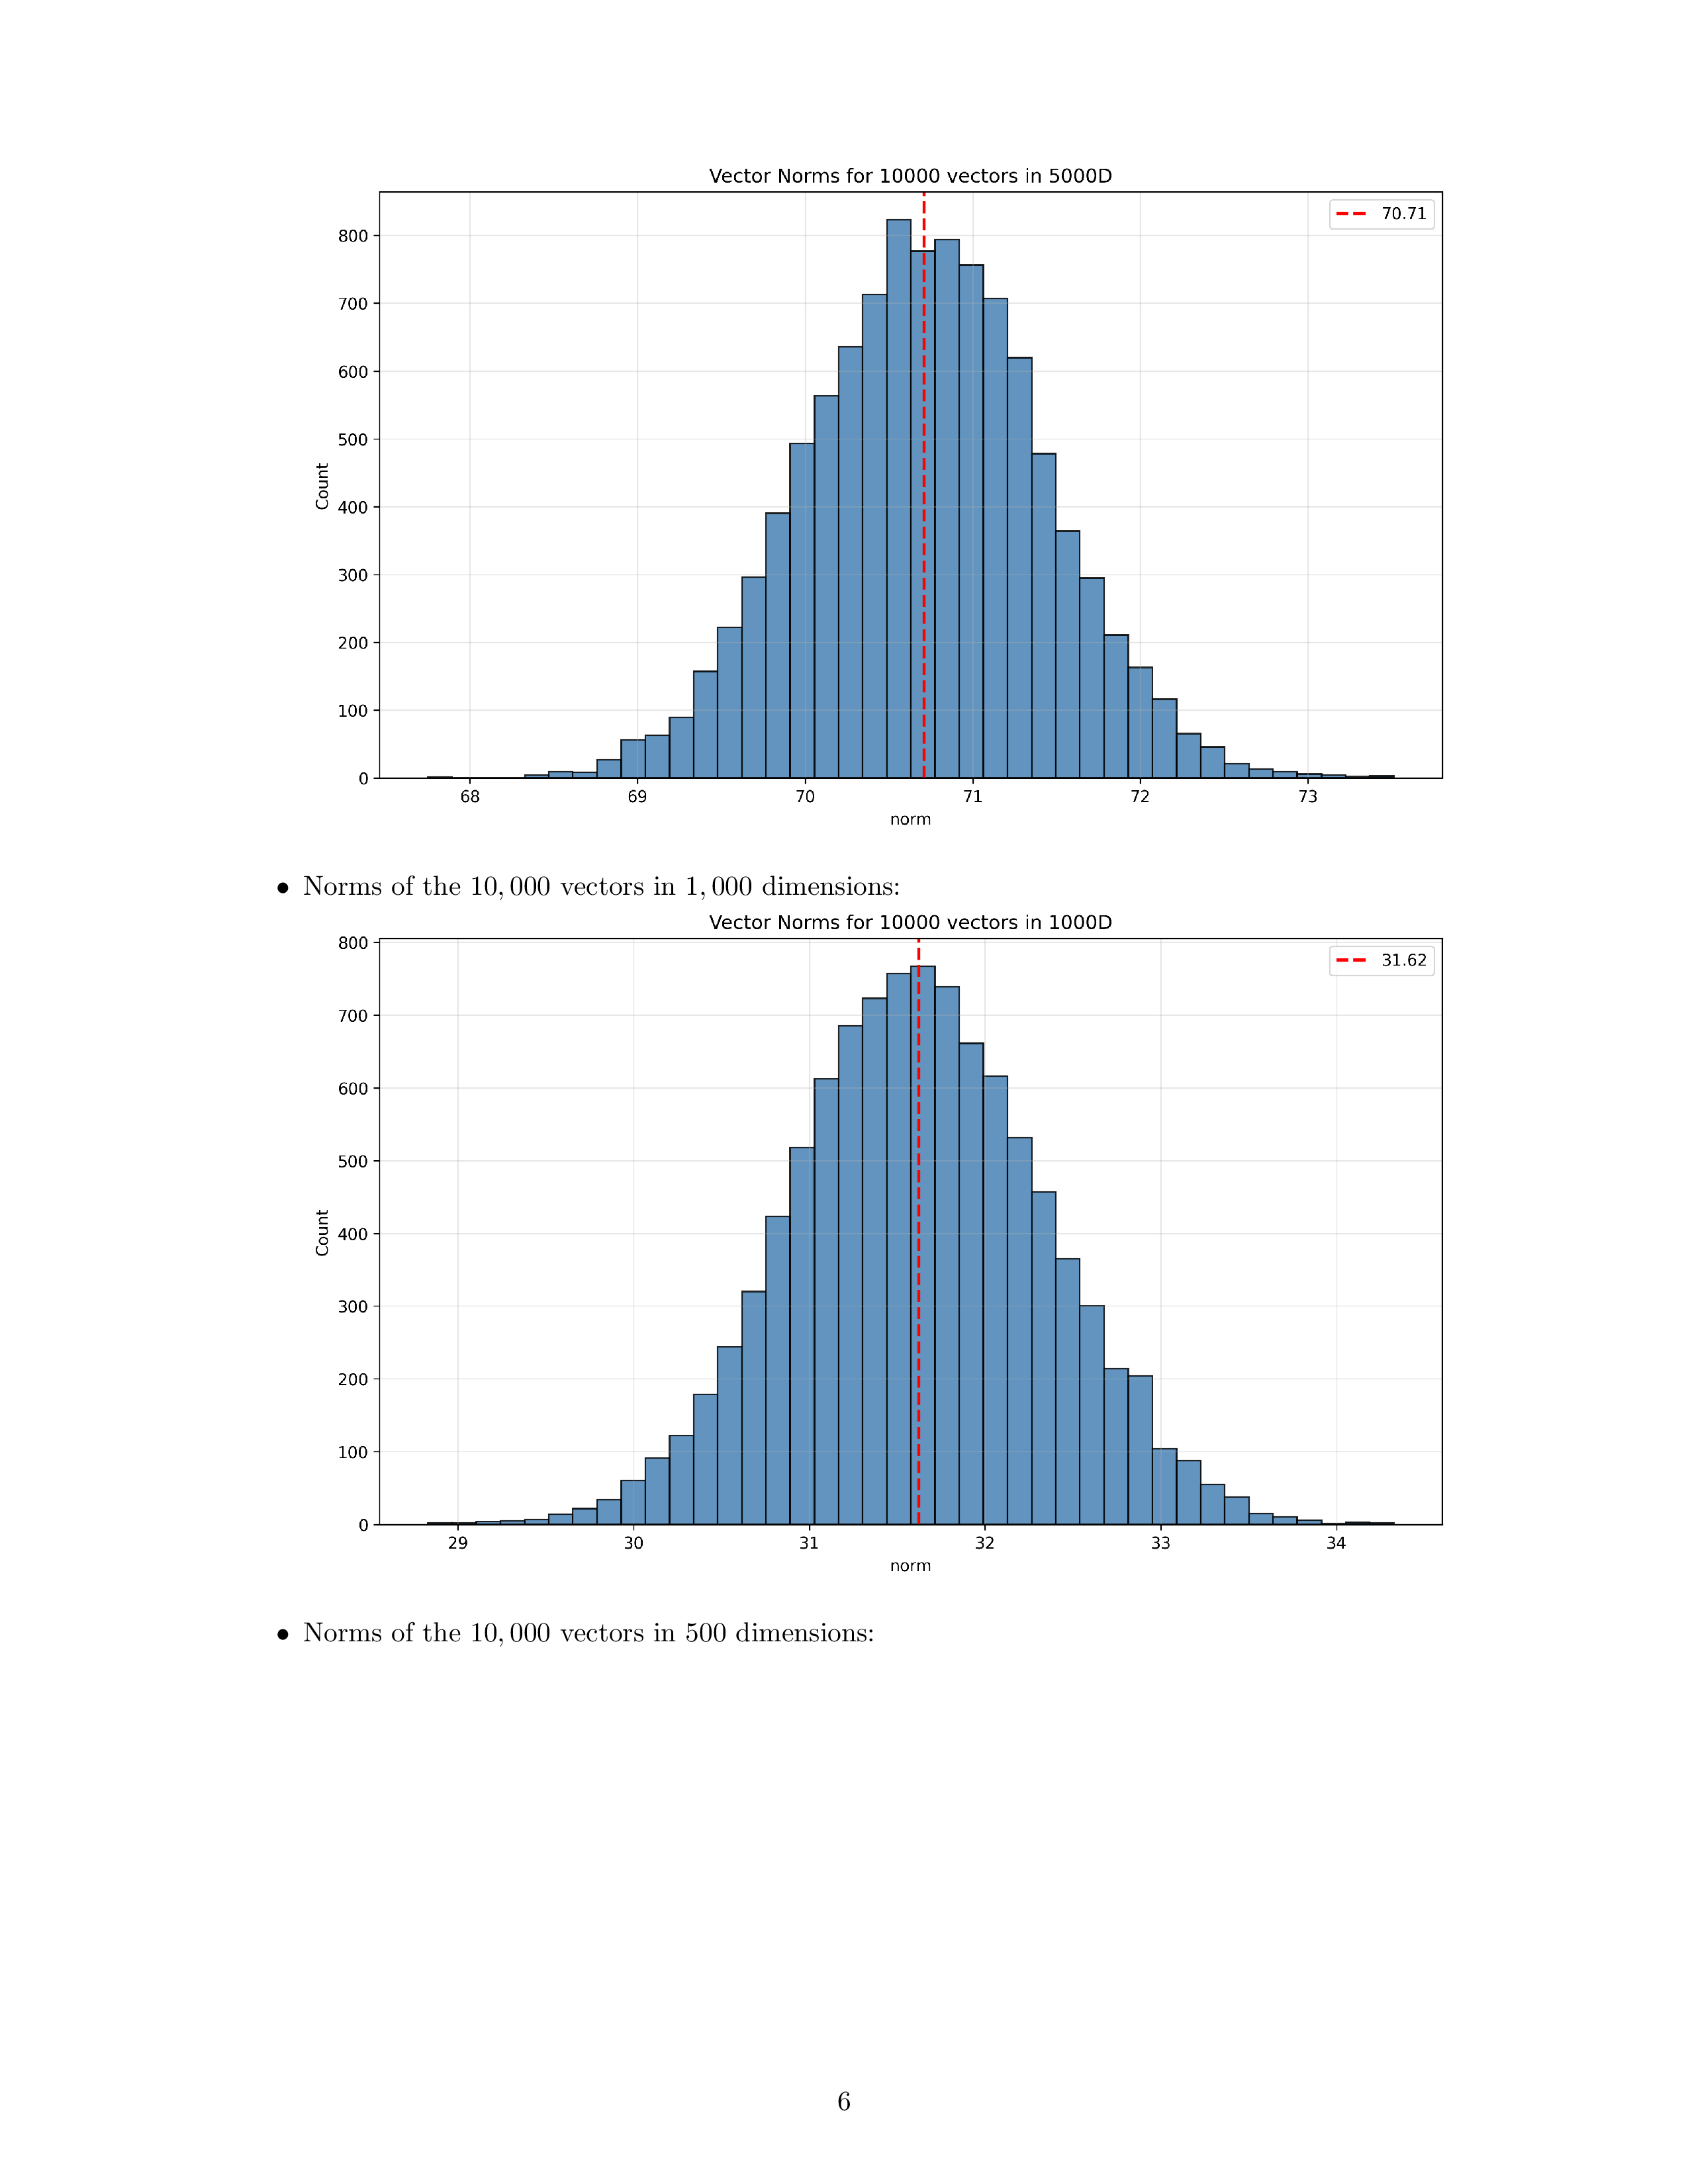 Vector Norms for 10000 vectors in 5000D
70.71
800
700
600
500
400
300
200
100
0
Count
68 69 70 71 72 73
norm
• Norms of the 10,000 vectors in 1,000 dimensions:
Vector Norms for 10000 vectors in 1000D
31.62
800
700
600
500
400
300
200
100
0
Count
29 30 31 32 33 34
norm
• Norms of the 10,000 vectors in 500 dimensions:
6